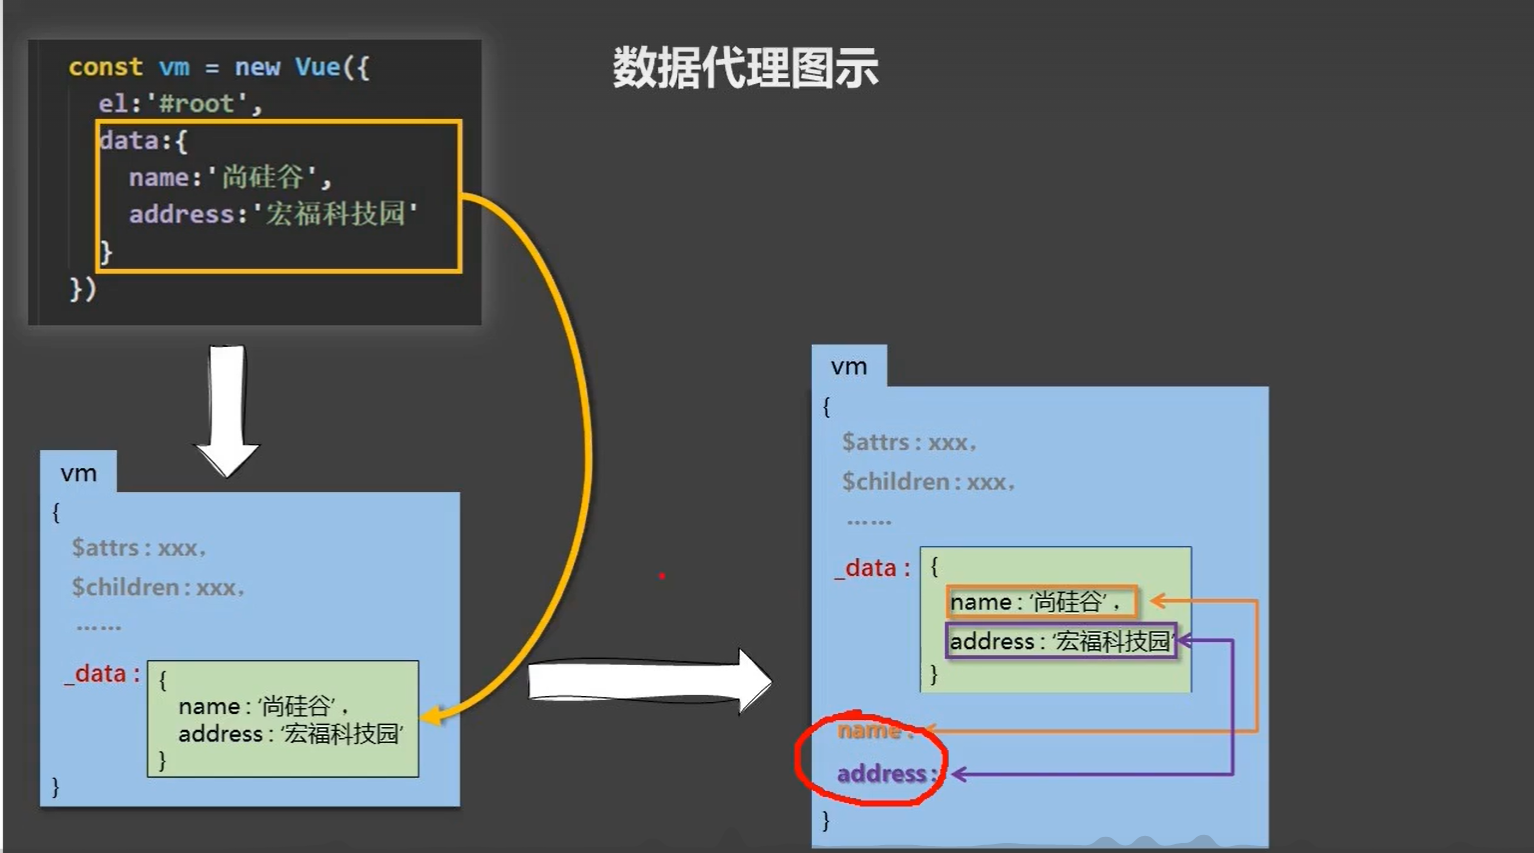 数据代理图示
const vm = new Vue({
el:'#root',
data:{
name:'尚硅谷',
address:'宏福科技园'
}
})
vm
{
$attrs : xxx,
$children : xxx,
……
_data :
{
name : ‘尚硅谷’ ,
address : ‘宏福科技园’
}
}
vm
{
$attrs : xxx,
$children : xxx,
……
_data :
{
name : ‘尚硅谷’ ,
address : ‘宏福科技园’
}
name :
address :
}